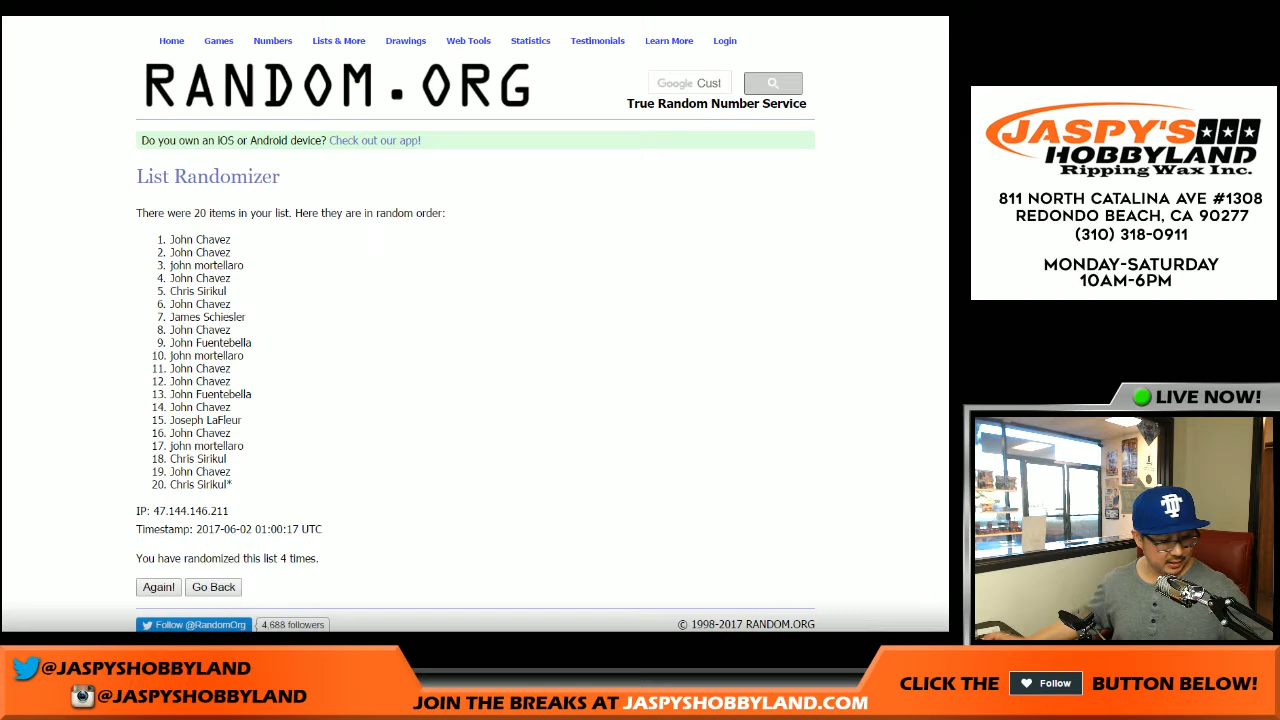 Home Games Numbers Lists & More Drawings Web Tools Statistics Testimonials Learn More Login
RANDOM.ORG
Google Cust
True Random Number Service
Do you own an iOS or Android device? Check out our app!
List Randomizer
There were 20 items in your list. Here they are in random order:
1. John Chavez
2. John Chavez
3. john mortellaro
4. John Chavez
5. Chris Sirikul
6. John Chavez
7. James Schiesler
8. John Chavez
9. John Fuentebella
10. john mortellaro
11. John Chavez
12. John Chavez
13. John Fuentebella
14. John Chavez
15. Joseph LaFleur
16. John Chavez
17. john mortellaro
18. Chris Sirikul
19. John Chavez
20. Chris Sirikul*
IP: 47.144.146.211
Timestamp: 2017-06-02 01:00:17 UTC
You have randomized this list 4 times.
Again! Go Back
Follow @RandomOrg 4,688 followers
© 1998-2017 RANDOM.ORG
JASPY'S
HOBBYLAND
Ripping Wax Inc.
811 NORTH CATALINA AVE #1308
REDONDO BEACH, CA 90277
(310) 318-0911
MONDAY-SATURDAY
10AM-6PM
LIVE NOW!
@JASPYSHOBBYLAND
@JASPYSHOBBYLAND
JOIN THE BREAKS AT JASPYSHOBBYLAND.COM
CLICK THE Follow BUTTON BELOW!